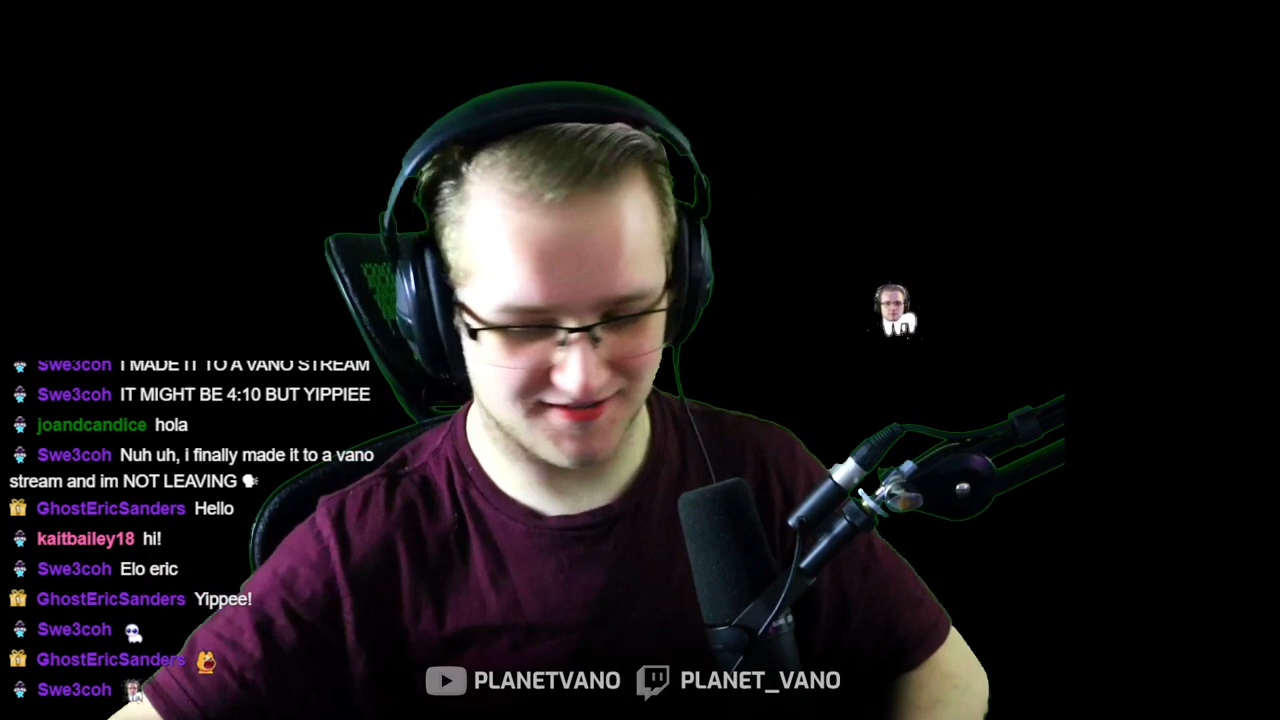 Swe3coh I MADE IT TO A VANO STREAM
Swe3coh IT MIGHT BE 4:10 BUT YIPPIEE
joandcandice hola
Swe3coh Nuh uh, i finally made it to a vano
stream and im NOT LEAVING 🗣
GhostEricSanders Hello
kaitbailey18 hi!
Swe3coh Elo eric
GhostEricSanders Yippee!
Swe3coh
GhostEricSanders
Swe3coh
PLANETVANO PLANET_VANO